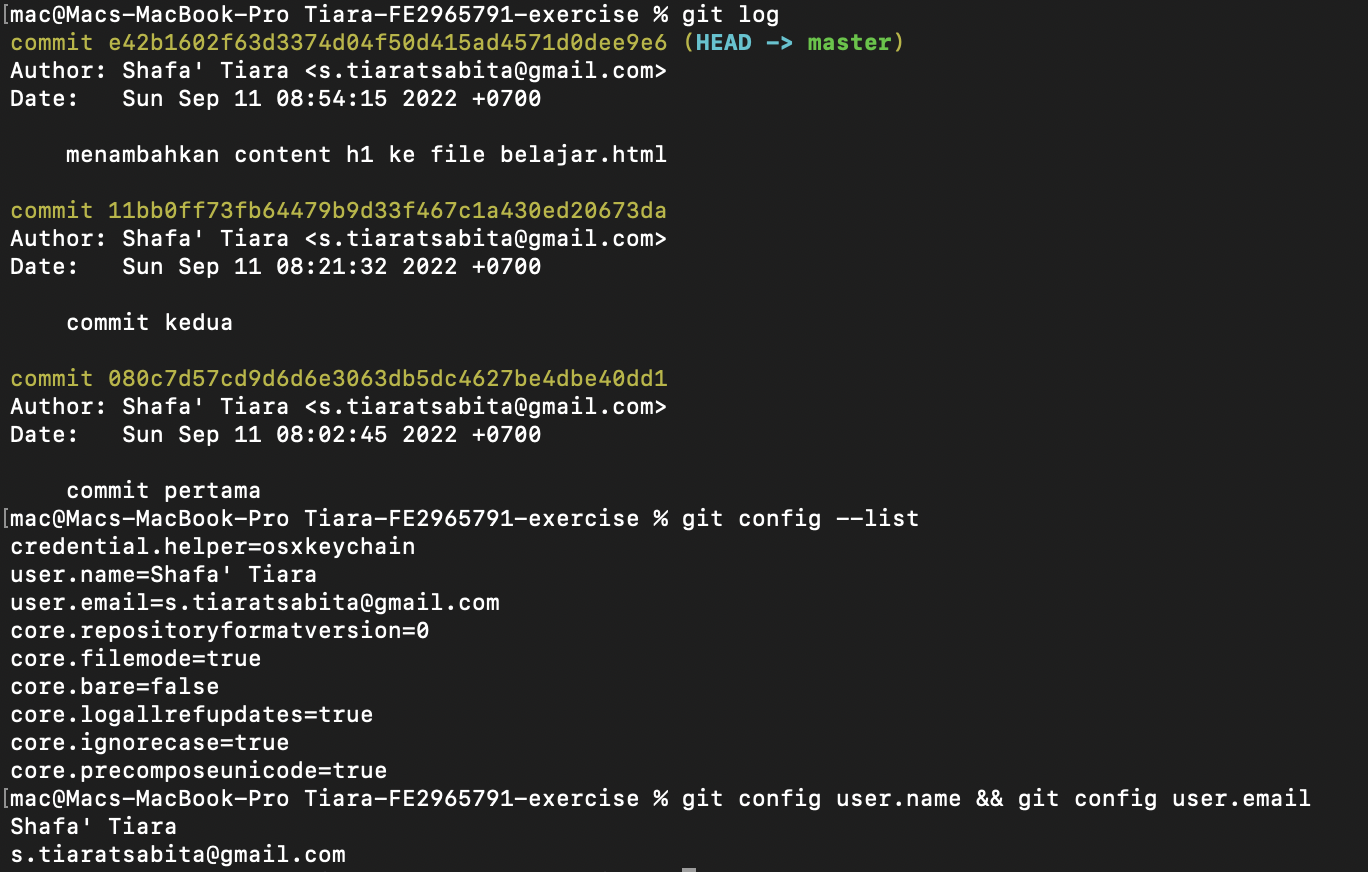 [mac@Macs-MacBook-Pro Tiara-FE2965791-exercise % git log
commit e42b1602f63d3374d04f50d415ad4571d0dee9e6 (HEAD -> master)
Author: Shafa' Tiara <s.tiaratsabita@gmail.com>
Date:   Sun Sep 11 08:54:15 2022 +0700

    menambahkan content h1 ke file belajar.html

commit 11bb0ff73fb64479b9d33f467c1a430ed20673da
Author: Shafa' Tiara <s.tiaratsabita@gmail.com>
Date:   Sun Sep 11 08:21:32 2022 +0700

    commit kedua

commit 080c7d57cd9d6d6e3063db5dc4627be4dbe40dd1
Author: Shafa' Tiara <s.tiaratsabita@gmail.com>
Date:   Sun Sep 11 08:02:45 2022 +0700

    commit pertama
[mac@Macs-MacBook-Pro Tiara-FE2965791-exercise % git config --list
credential.helper=osxkeychain
user.name=Shafa' Tiara
user.email=s.tiaratsabita@gmail.com
core.repositoryformatversion=0
core.filemode=true
core.bare=false
core.logallrefupdates=true
core.ignorecase=true
core.precomposeunicode=true
[mac@Macs-MacBook-Pro Tiara-FE2965791-exercise % git config user.name && git config user.email
Shafa' Tiara
s.tiaratsabita@gmail.com